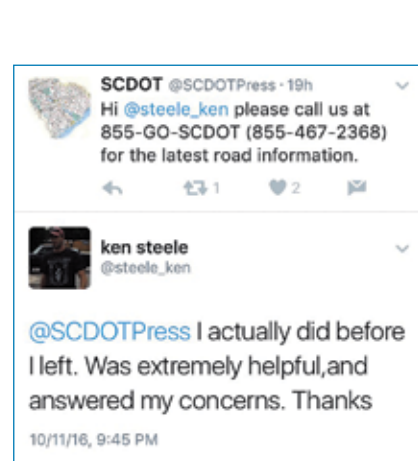 SCDOT @SCDOTPress · 19h
Hi @steele_ken please call us at
855-GO-SCDOT (855-467-2368)
for the latest road information.
1 2
ken steele
@steele_ken
@SCDOTPress I actually did before
I left. Was extremely helpful,and
answered my concerns. Thanks
10/11/16, 9:45 PM